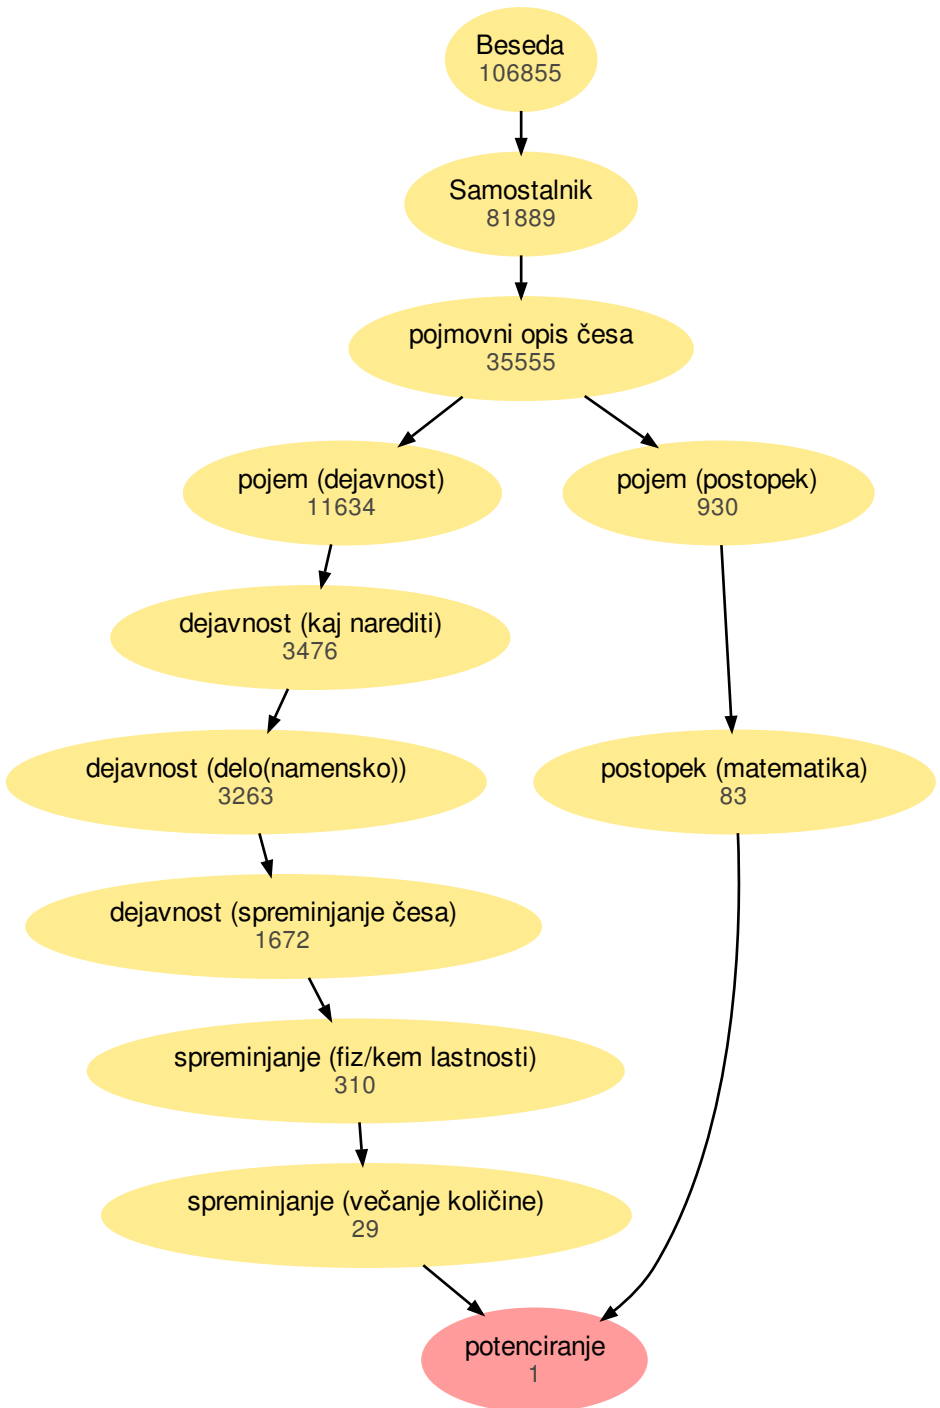 Beseda
106855
Samostalnik
81889
pojmovni opis česa
35555
pojem (dejavnost)
11634
pojem (postopek)
930
dejavnost (kaj narediti)
3476
dejavnost (delo(namensko))
3263
postopek (matematika)
83
dejavnost (spreminjanje česa)
1672
spreminjanje (fiz/kem lastnosti)
310
spreminjanje (večanje količine)
29
potenciranje
1